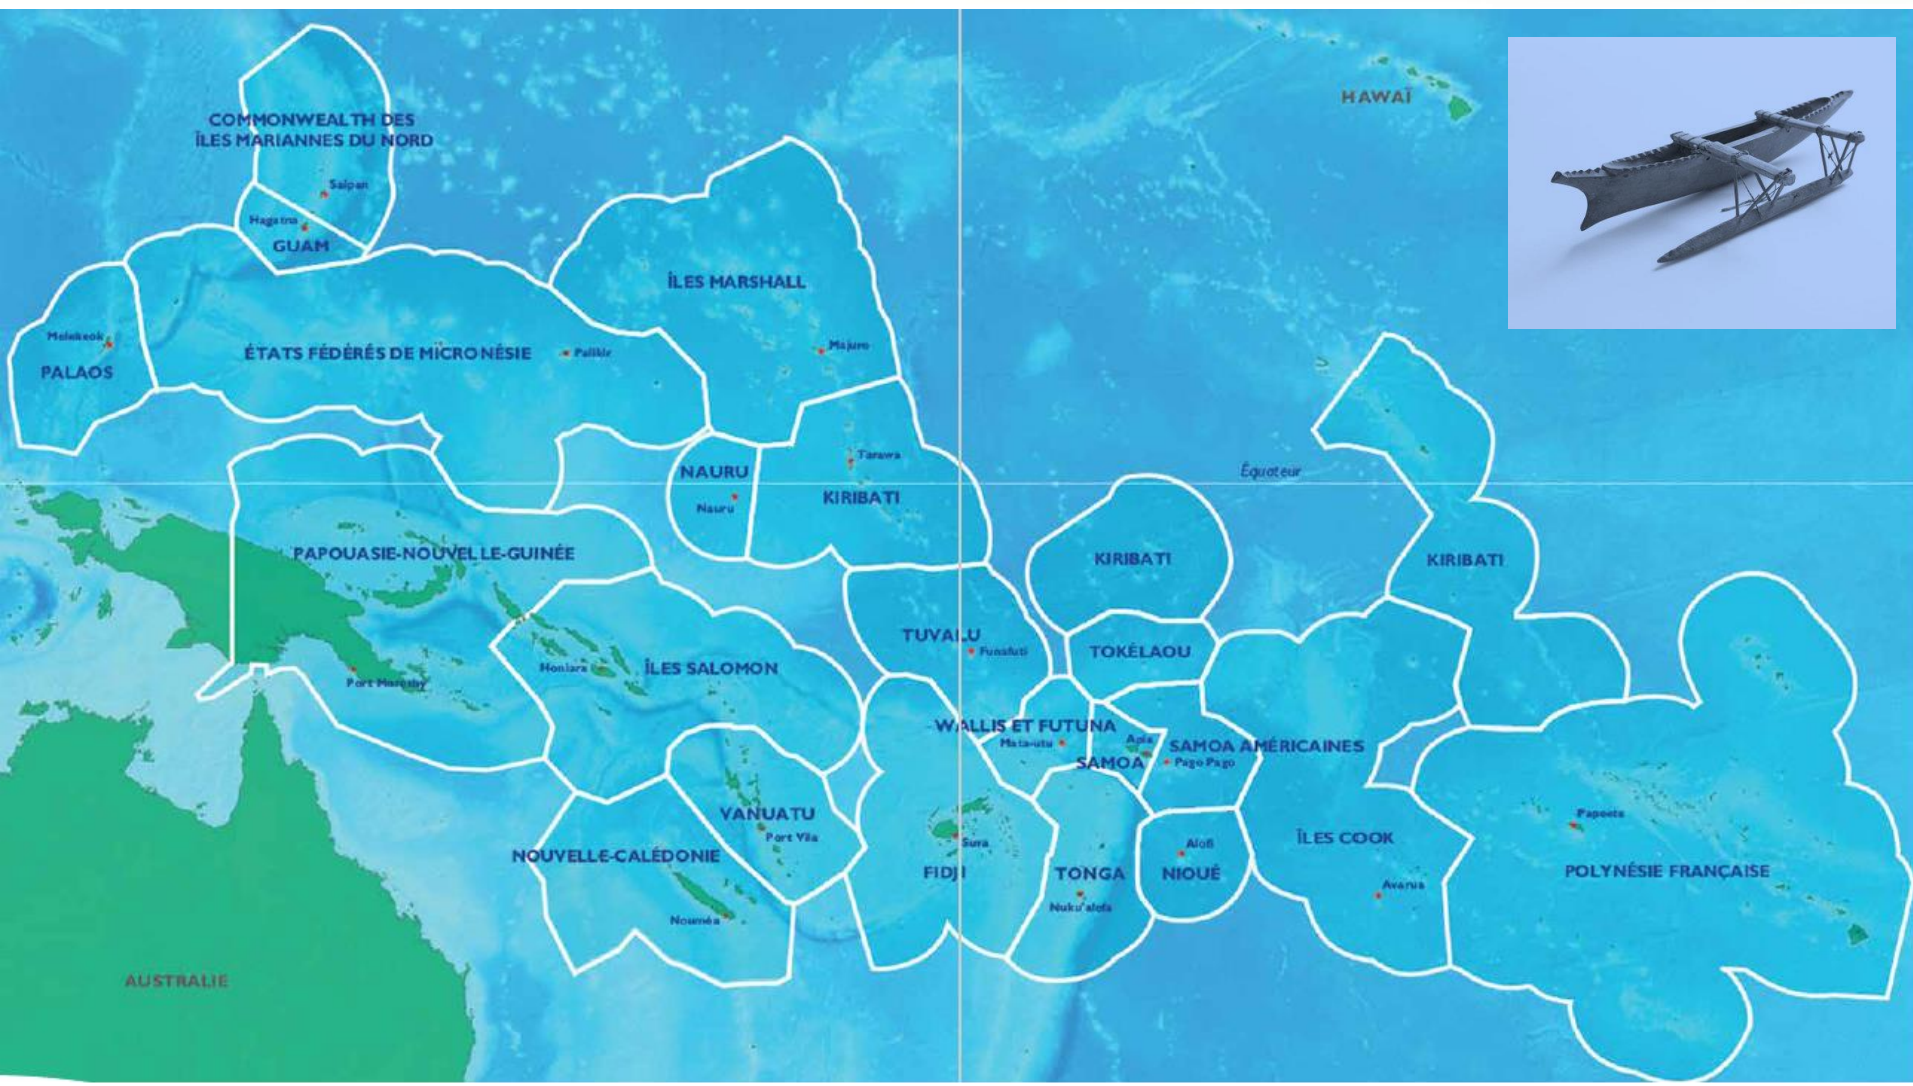 HAWAÏ
COMMONWEALTH DES
ÎLES MARIANNES DU NORD
Saipan
Hagatna
GUAM
ÎLES MARSHALL
Melekeok
PALAOS
ÉTATS FÉDÉRÉS DE MICRONÉSIE
Palikir
Majuro
NAURU
Nauru
Tarawa
KIRIBATI
Équateur
PAPOUASIE-NOUVELLE-GUINÉE
KIRIBATI
KIRIBATI
TUVALU
Funafuti
TOKÉLAOU
Honiara
ÎLES SALOMON
Port Moresby
WALLIS ET FUTUNA
Mata-utu
Apia
SAMOA
SAMOA AMÉRICAINES
Pago Pago
VANUATU
Port Vila
NOUVELLE-CALÉDONIE
Nouméa
Suva
FIDJI
TONGA
Nuku'alofa
Alofi
NIOUÉ
ÎLES COOK
Avarua
Papeete
POLYNÉSIE FRANÇAISE
AUSTRALIE